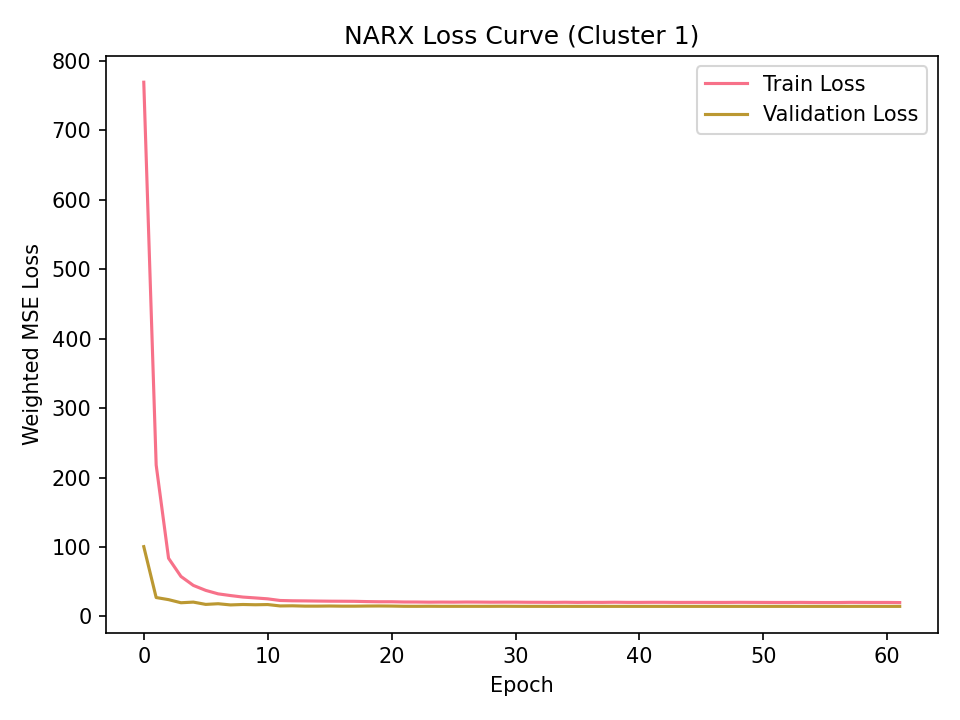 NARX Loss Curve (Cluster 1)
Train Loss
Validation Loss
Weighted MSE Loss
800
700
600
500
400
300
200
100
0
0 10 20 30 40 50 60
Epoch